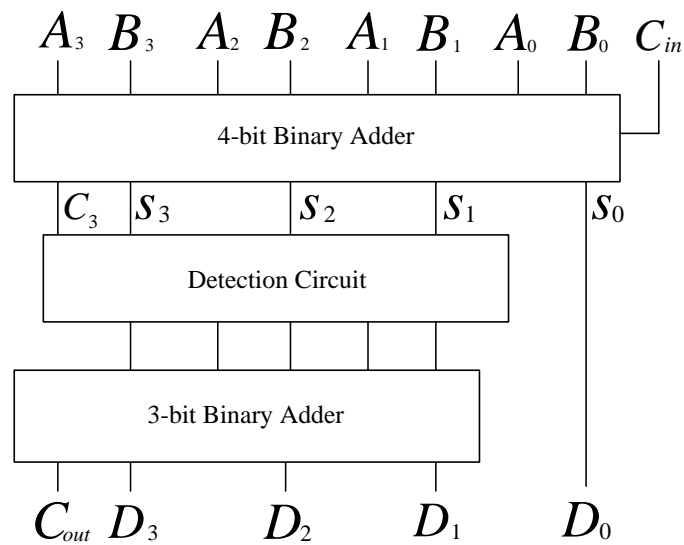 A3 B3 A2 B2 A1 B1 A0 B0 Cin
4-bit Binary Adder
C3 S3 S2 S1 S0
Detection Circuit
3-bit Binary Adder
Cout D3 D2 D1 D0